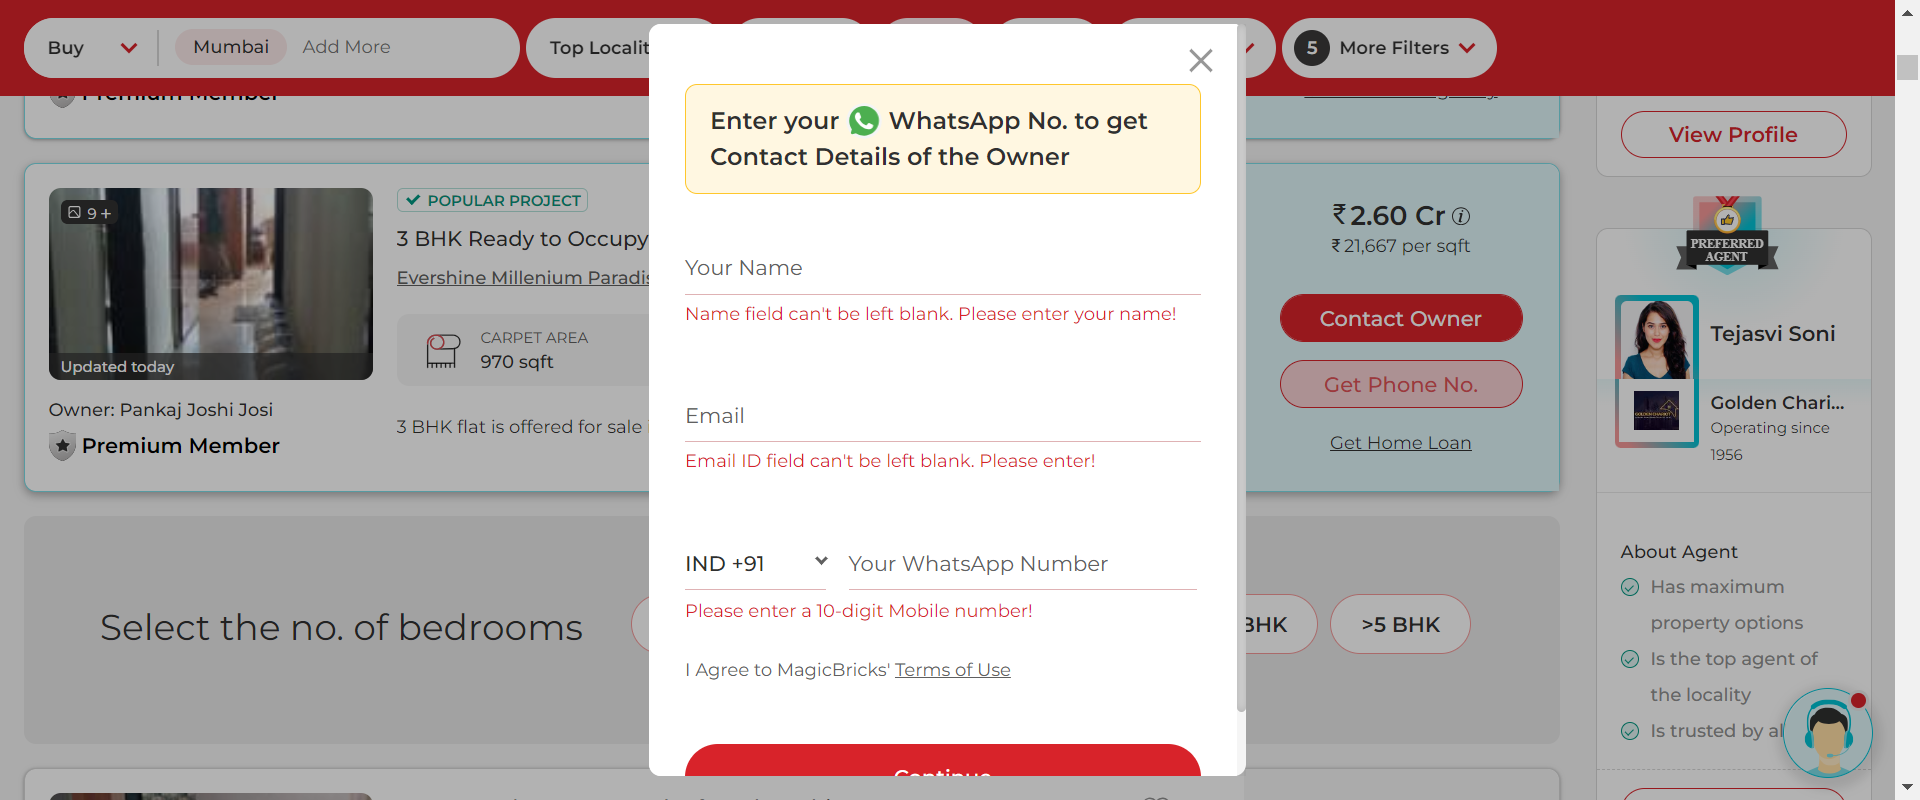 Buy
Mumbai
Add More
5
More Filters
Premium Member
View Profile
9+
Updated today
Owner: Pankaj Joshi Josi
Premium Member
POPULAR PROJECT
3 BHK Ready to Occupy
CARPET AREA
970 sqft
3 BHK flat is offered for sale
Enter your WhatsApp No. to get
Contact Details of the Owner
Your Name
Name field can't be left blank. Please enter your name!
Email
Email ID field can't be left blank. Please enter!
IND +91
Your WhatsApp Number
Please enter a 10-digit Mobile number!
I Agree to MagicBricks' Terms of Use
Continue
₹2.60 Cr
₹21,667 per sqft
Contact Owner
Get Phone No.
Get Home Loan
Select the no. of bedrooms
BHK
>5 BHK
PREFERRED
AGENT
Tejasvi Soni
Golden Chari...
Operating since
1956
About Agent
Has maximum
property options
Is the top agent of
the locality
Is trusted by